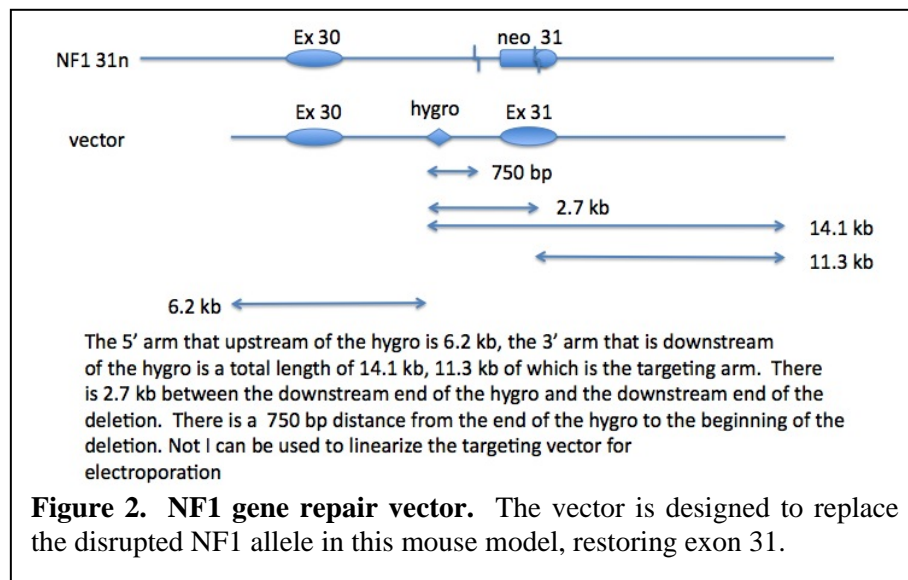 Ex 30
neo 31
NF1 31n
Ex 30
hygro
Ex 31
vector
750 bp
2.7 kb
14.1 kb
11.3 kb
6.2 kb
The 5' arm that upstream of the hygro is 6.2 kb, the 3' arm that is downstream
of the hygro is a total length of 14.1 kb, 11.3 kb of which is the targeting arm. There
is 2.7 kb between the downstream end of the hygro and the downstream end of the
deletion. There is a 750 bp distance from the end of the hygro to the beginning of the
deletion. Not I can be used to linearize the targeting vector for
electroporation
Figure 2. NF1 gene repair vector. The vector is designed to replace
the disrupted NF1 allele in this mouse model, restoring exon 31.